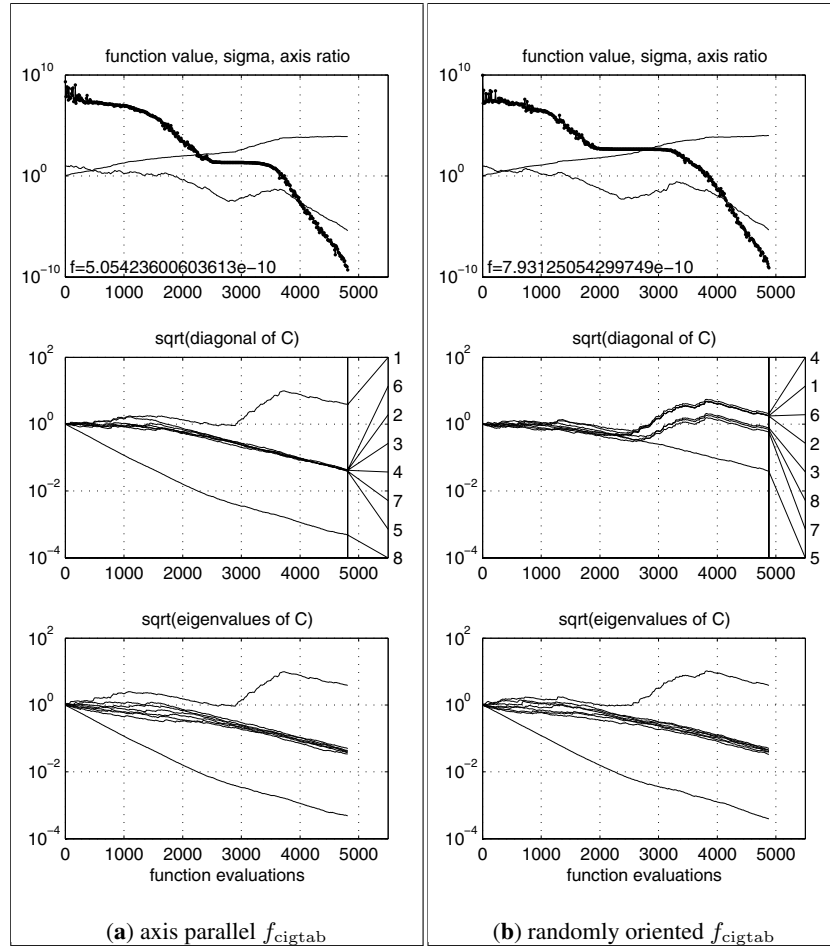 function value, sigma, axis ratio
10^10
10^0
10^-10
f=5.05423600603613e-10
0 1000 2000 3000 4000 5000
sqrt(diagonal of C)
10^2
10^0
10^-2
10^-4
1
6
2
3
4
7
5
8
0 1000 2000 3000 4000 5000
sqrt(eigenvalues of C)
10^2
10^0
10^-2
10^-4
0 1000 2000 3000 4000 5000
function evaluations
(a) axis parallel f_cigtab
function value, sigma, axis ratio
10^10
10^0
10^-10
f=7.93125054299749e-10
0 1000 2000 3000 4000 5000
sqrt(diagonal of C)
10^2
10^0
10^-2
10^-4
4
1
6
2
3
8
7
5
0 1000 2000 3000 4000 5000
sqrt(eigenvalues of C)
10^2
10^0
10^-2
10^-4
0 1000 2000 3000 4000 5000
function evaluations
(b) randomly oriented f_cigtab